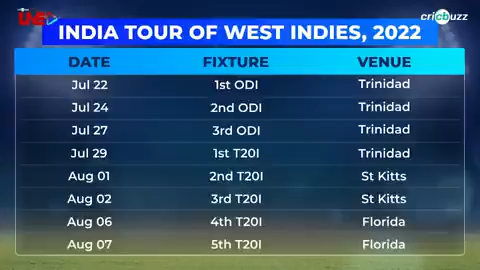 cricbuzz
INDIA TOUR OF WEST INDIES, 2022
DATE FIXTURE VENUE
Jul 22 1st ODI Trinidad
Jul 24 2nd ODI Trinidad
Jul 27 3rd ODI Trinidad
Jul 29 1st T20I Trinidad
Aug 01 2nd T20I St Kitts
Aug 02 3rd T20I St Kitts
Aug 06 4th T20I Florida
Aug 07 5th T20I Florida